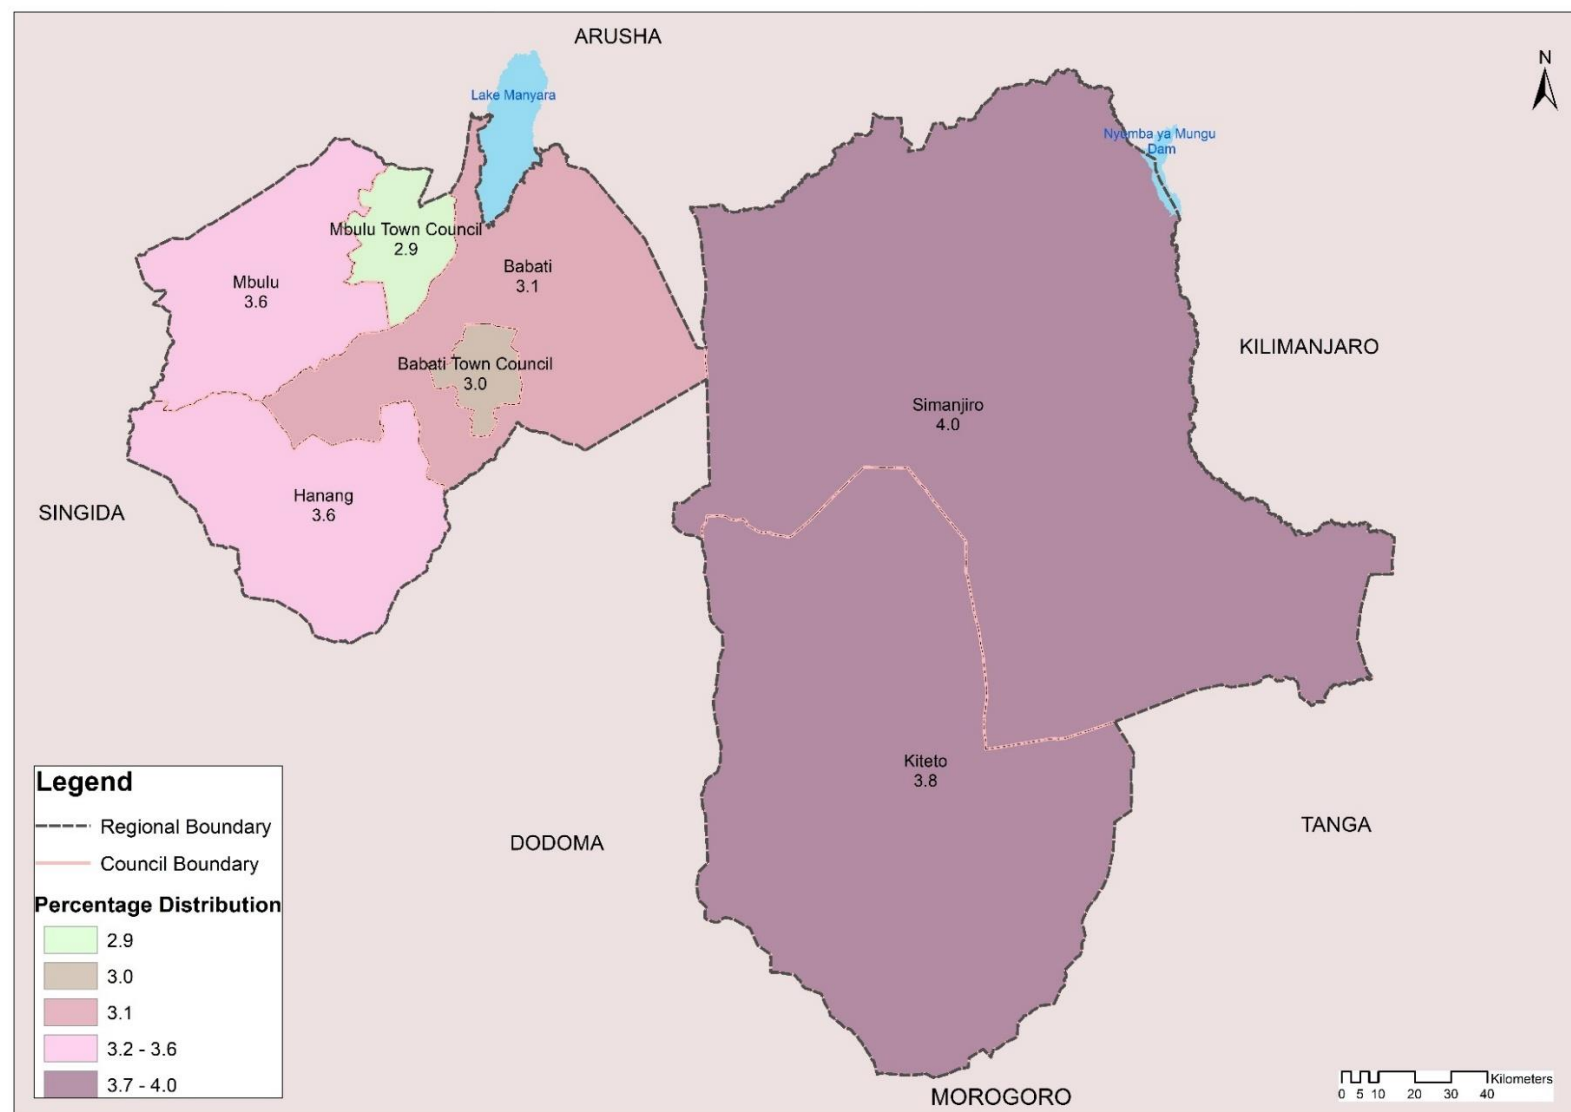 ARUSHA
N
Lake Manyara
Nyumba ya Mungu
Dam
Mbulu Town Council
2.9
Babati
3.1
Mbulu
3.6
KILIMANJARO
Babati Town Council
3.0
Simanjiro
4.0
Hanang
3.6
SINGIDA
Kiteto
3.8
TANGA
DODOMA
Legend
Regional Boundary
Council Boundary
Percentage Distribution
2.9
3.0
3.1
3.2 - 3.6
3.7 - 4.0
MOROGORO
Kilometers
0 5 10 20 30 40